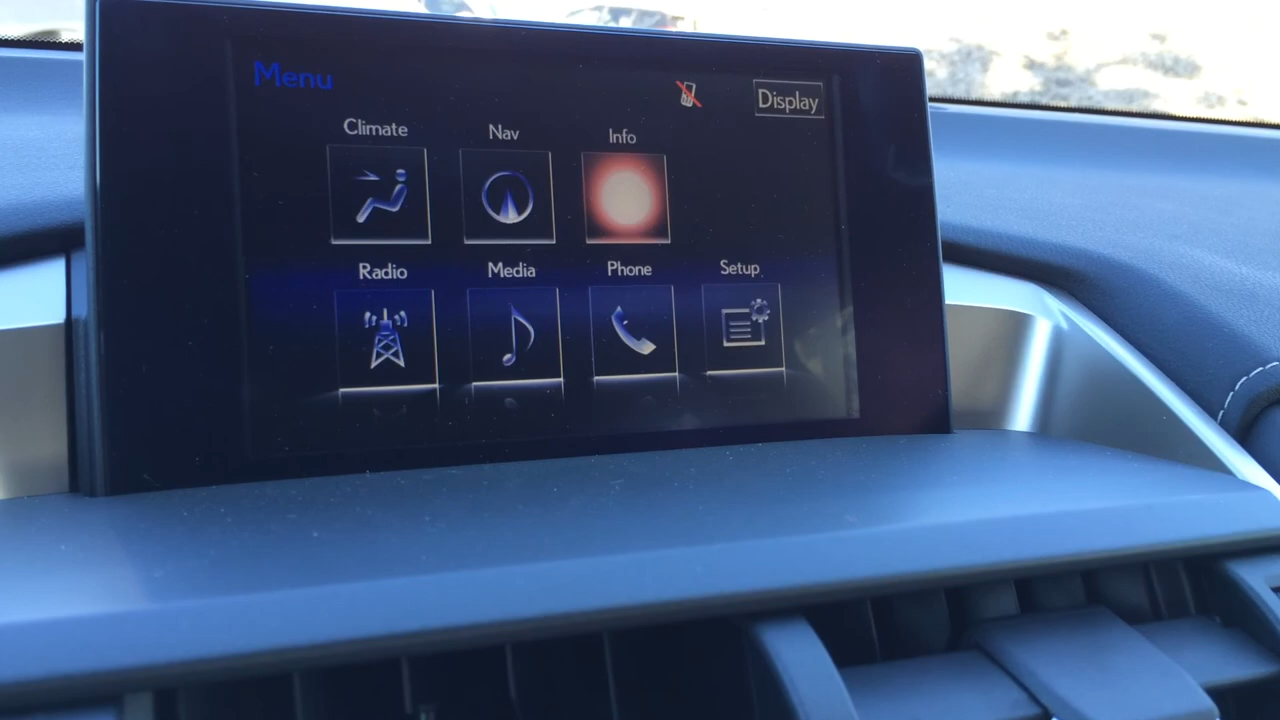 Menu
Display
Climate
Nav
Info
Radio
Media
Phone
Setup